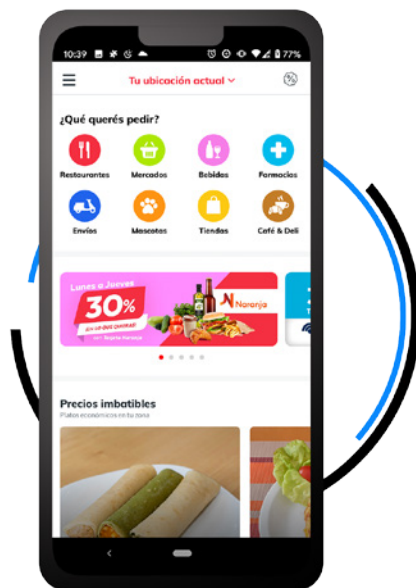 10:39
77%
Tu ubicación actual
¿Qué querés pedir?
Restaurantes Mercados Bebidas Farmacias
Envíos Mascotas Tiendas Café & Deli
Lunes a Jueves
30%
Naranja
Precios imbatibles
Platos económicos en tu zona